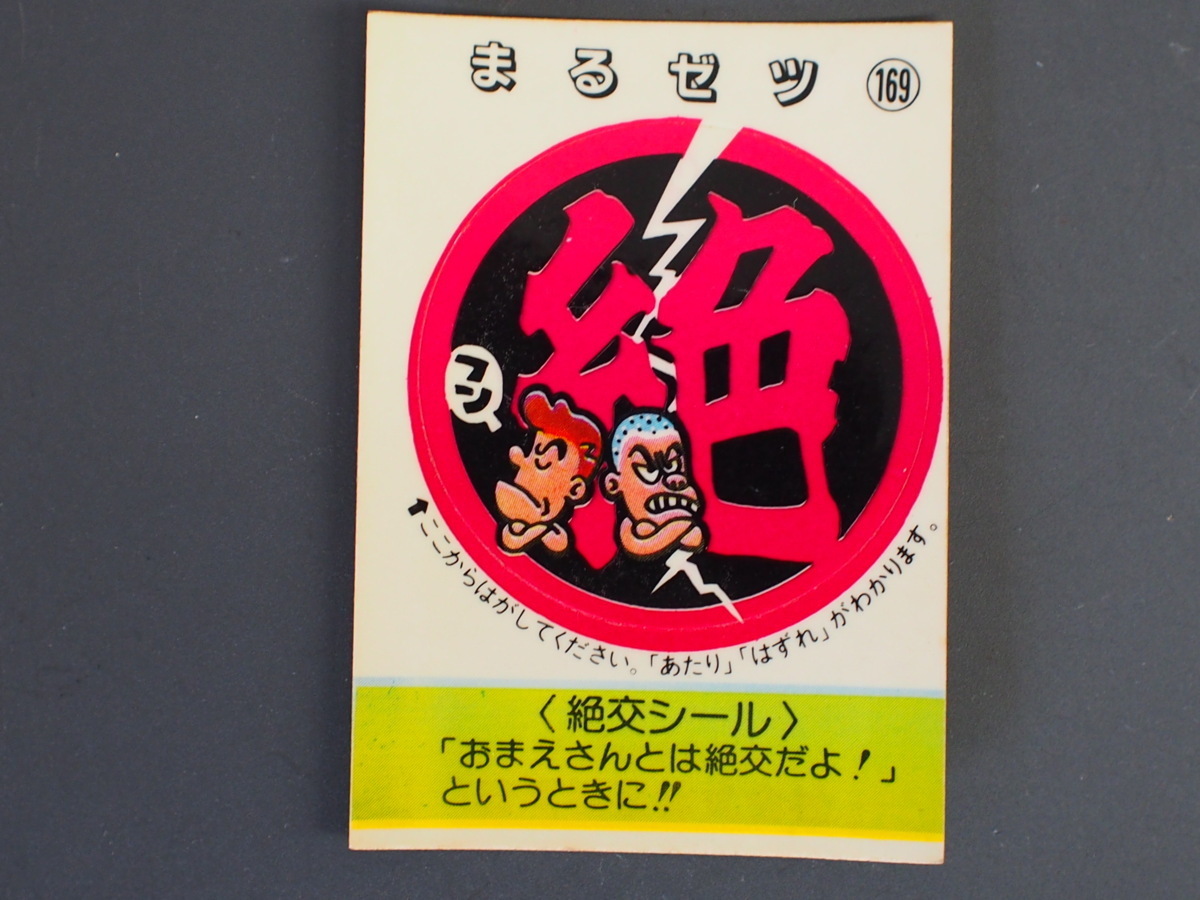 まるゼツ 169
絶
フン
⬆ここからはがしてください。「あたり」「はずれ」がわかります。
〈絶交シール〉
「おまえさんとは絶交だよ!」
というときに!!